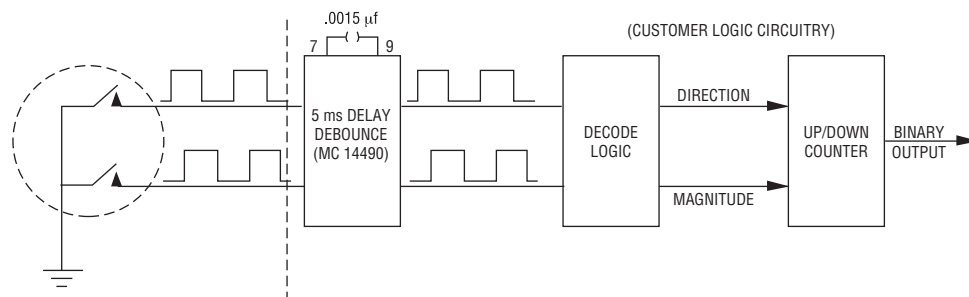 .0015 µf
(CUSTOMER LOGIC CIRCUITRY)
7
9
5 ms DELAY
DEBOUNCE
(MC 14490)
DECODE
LOGIC
DIRECTION
MAGNITUDE
UP/DOWN
COUNTER
BINARY
OUTPUT